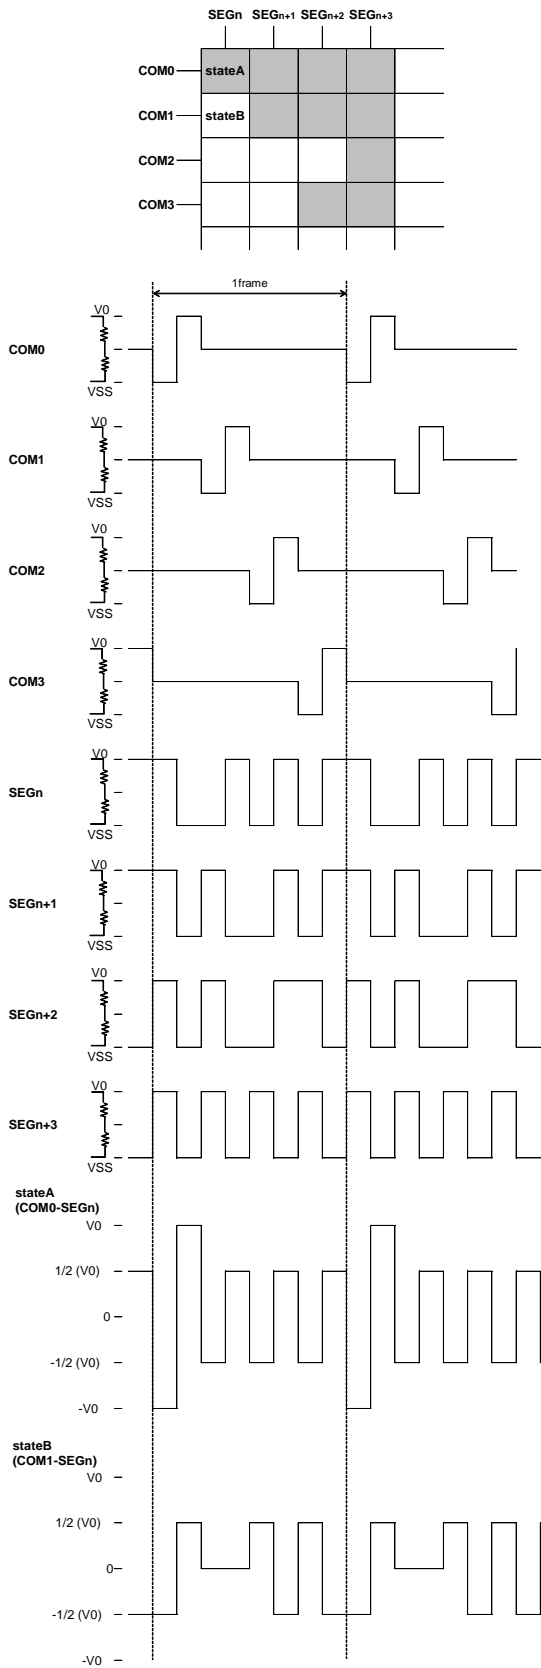 SEGn SEGn+1 SEGn+2 SEGn+3
COM0 stateA
COM1 stateB
COM2
COM3
1frame
V0
COM0
VSS
V0
COM1
VSS
V0
COM2
VSS
V0
COM3
VSS
V0
SEGn
VSS
V0
SEGn+1
VSS
V0
SEGn+2
VSS
V0
SEGn+3
VSS
stateA
(COM0-SEGn)
V0
1/2 (V0)
0
-1/2 (V0)
-V0
stateB
(COM1-SEGn)
V0
1/2 (V0)
0
-1/2 (V0)
-V0